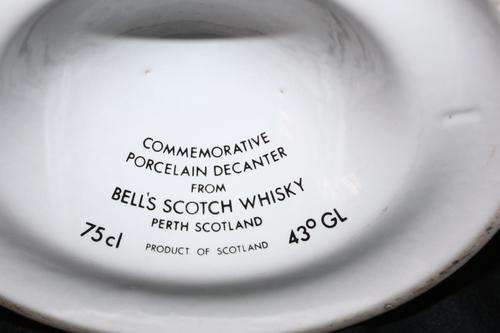 COMMEMORATIVE
PORCELAIN DECANTER
FROM
BELL'S SCOTCH WHISKY
PERTH SCOTLAND
75cl PRODUCT OF SCOTLAND 43º GL